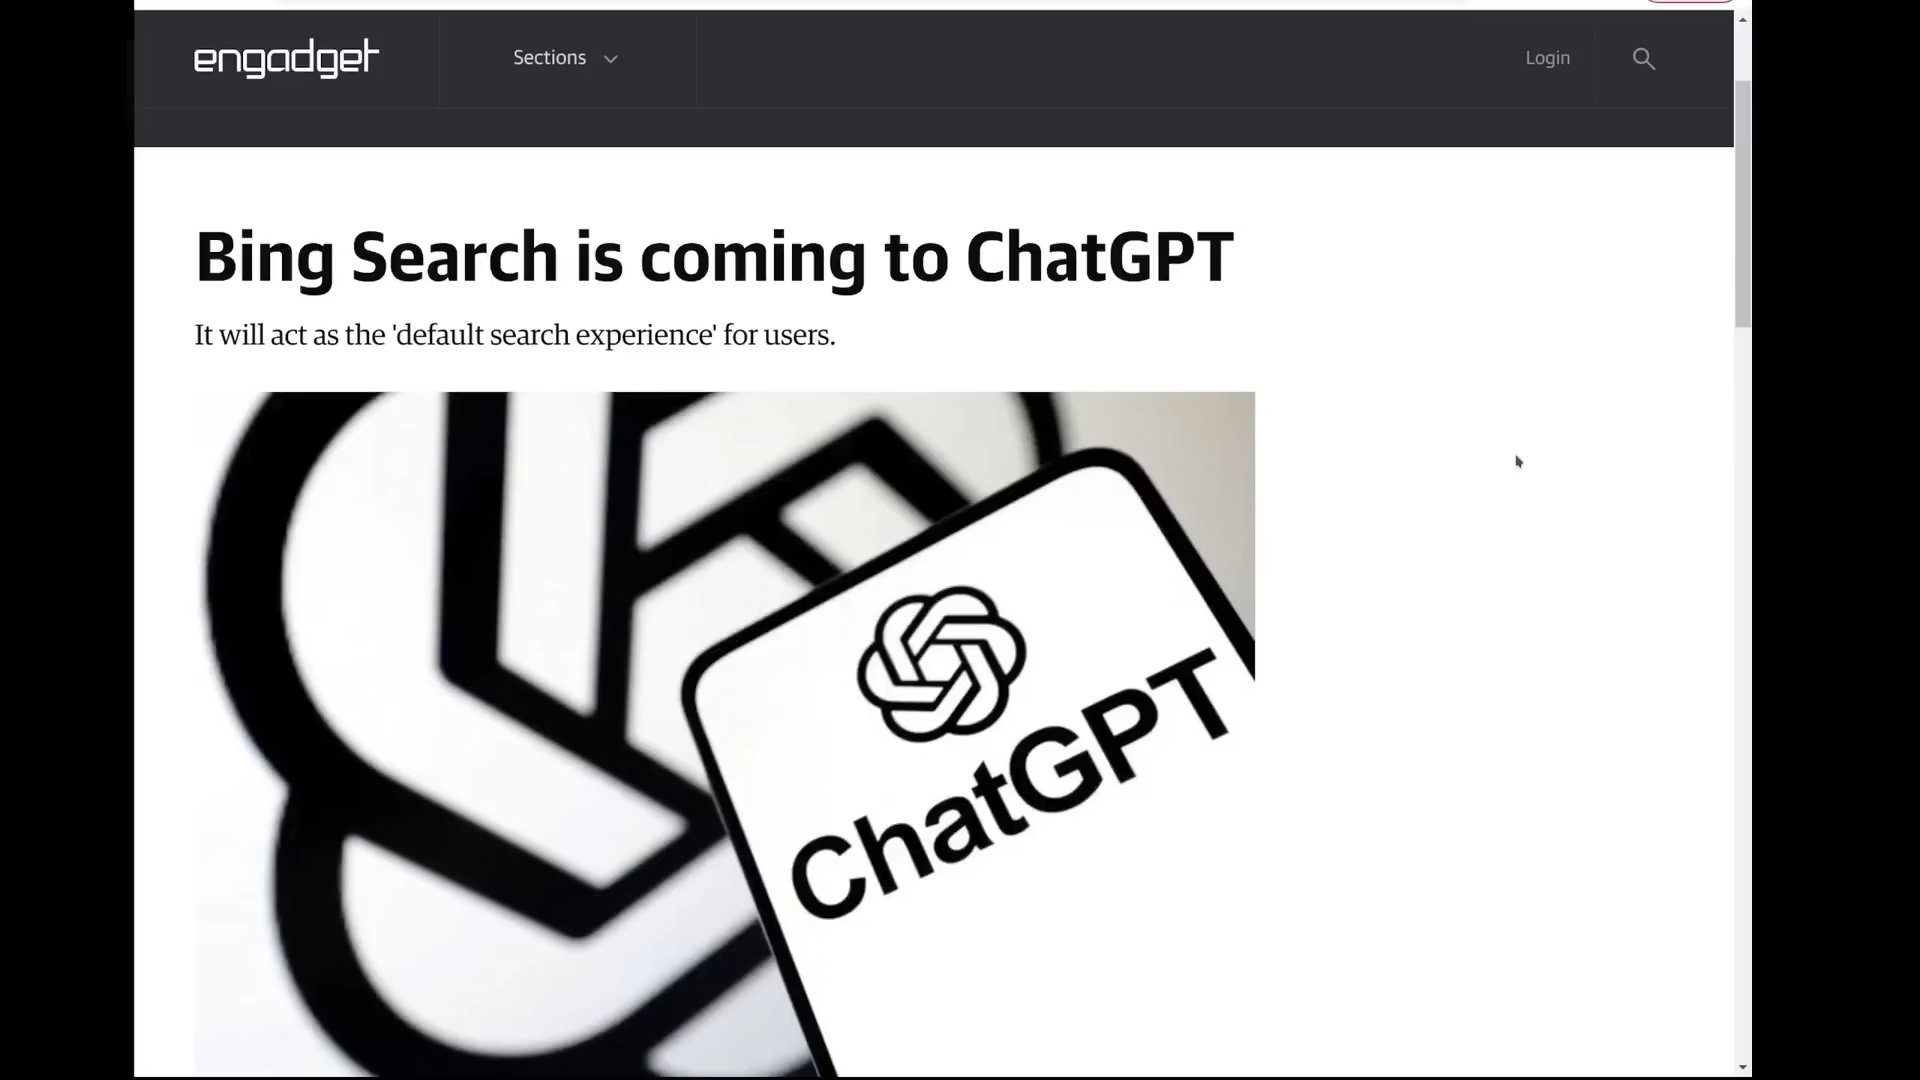 engadget
Sections
Login
Bing Search is coming to ChatGPT
It will act as the 'default search experience' for users.
ChatGPT